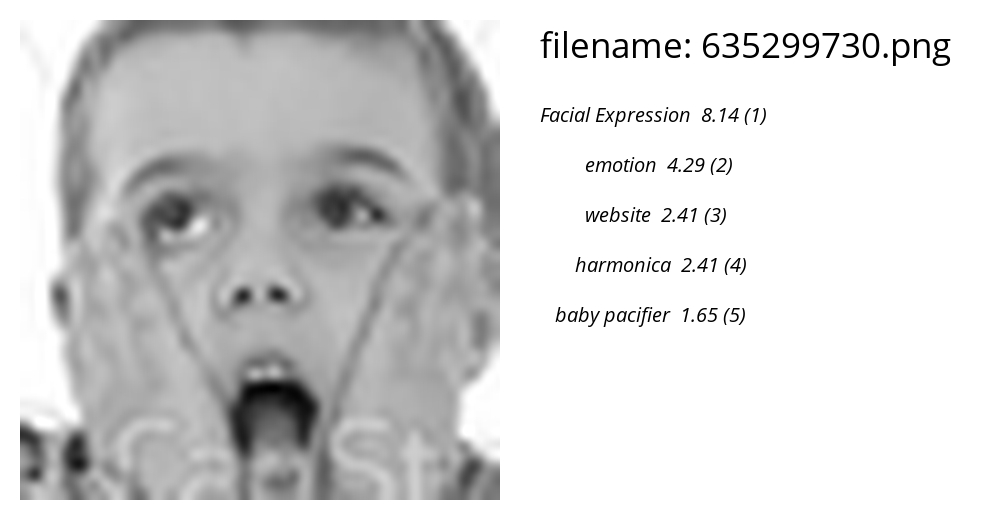 filename: 635299730.png
Facial Expression 8.14 (1)
emotion 4.29 (2)
website 2.41 (3)
harmonica 2.41 (4)
baby pacifier 1.65 (5)